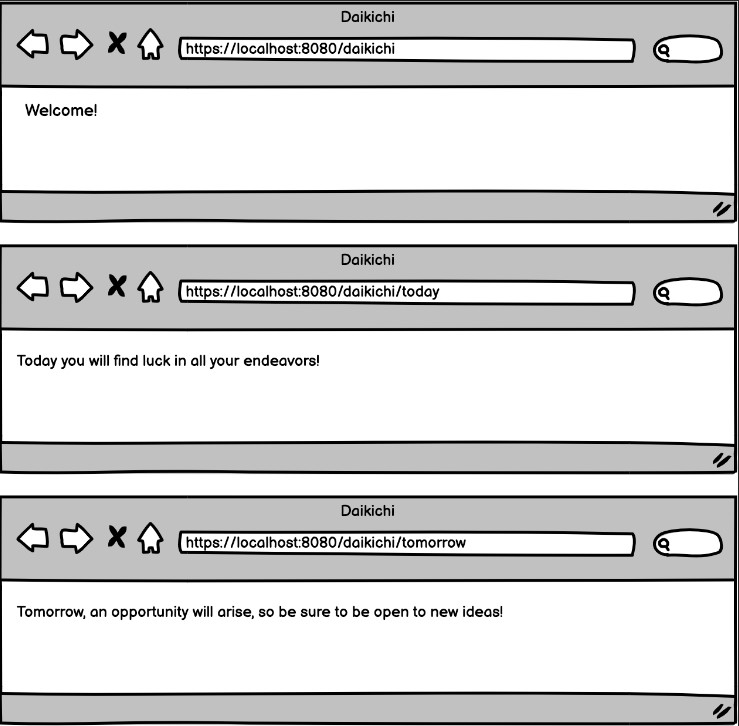 Daikichi
https://localhost:8080/daikichi
Welcome!
Daikichi
https://localhost:8080/daikichi/today
Today you will find luck in all your endeavors!
Daikichi
https://localhost:8080/daikichi/tomorrow
Tomorrow, an opportunity will arise, so be sure to be open to new ideas!